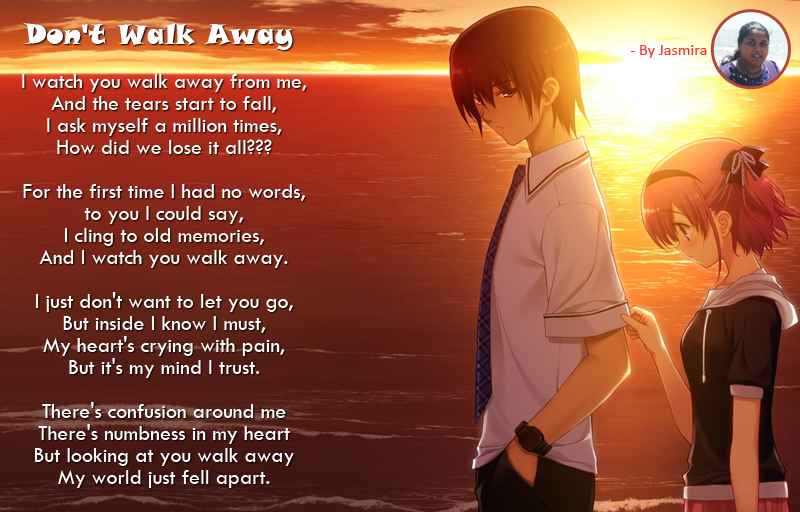 Don't Walk Away
- By Jasmira
I watch you walk away from me,
And the tears start to fall,
I ask myself a million times,
How did we lose it all???
For the first time I had no words,
to you I could say,
I cling to old memories,
And I watch you walk away.
I just don't want to let you go,
But inside I know I must,
My heart's crying with pain,
But it's my mind I trust.
There's confusion around me
There's numbness in my heart
But looking at you walk away
My world just fell apart.